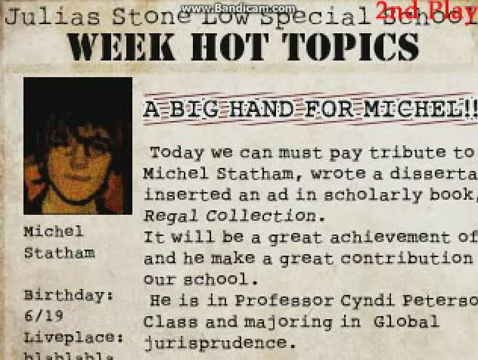 www.Bandicam.com
Julias Stone Low Special School
2nd Play
WEEK HOT TOPICS
A BIG HAND FOR MICHEL!!
Today we can must pay tribute to
Michel Statham, wrote a disserta
inserted an ad in scholarly book,
Regal Collection.
It will be a great achievement of
and he make a great contribution
our school.
He is in Professor Cyndi Peterso
Class and majoring in Global
jurisprudence.
Michel
Statham
Birthday:
6/19
Liveplace:
blablabla